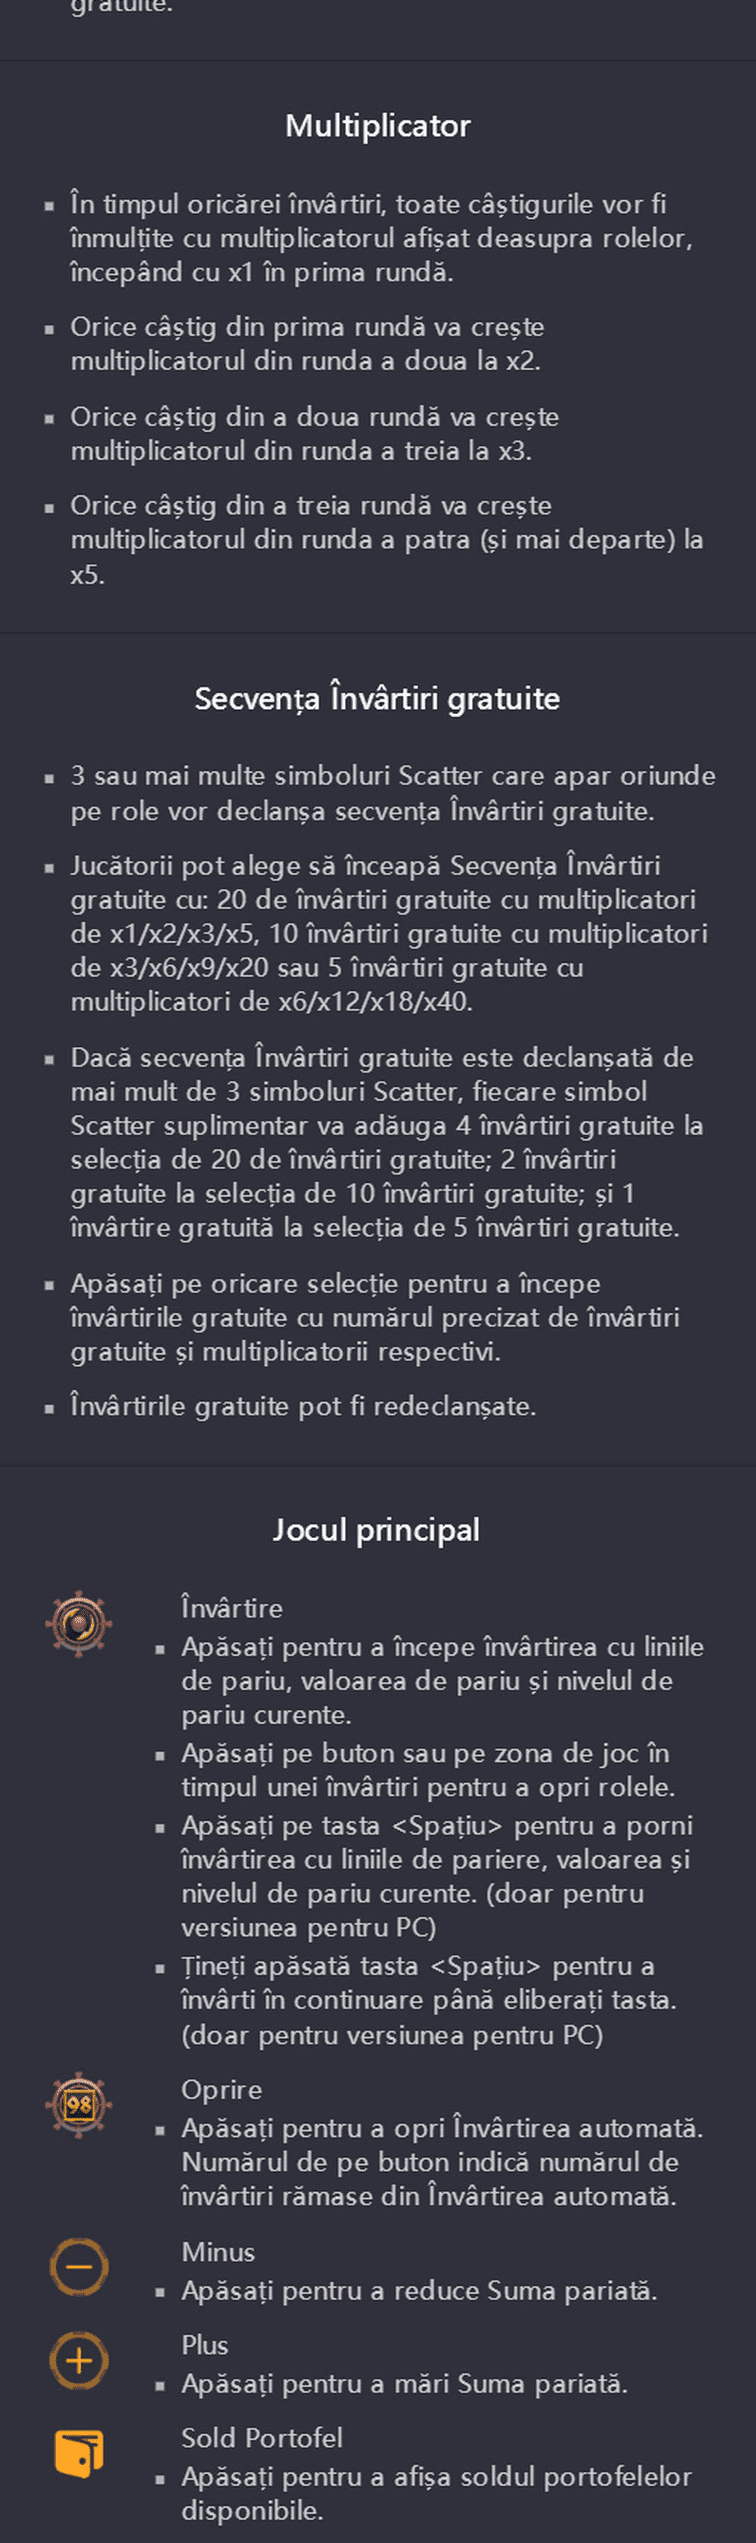 gratuite.
Multiplicator
În timpul oricărei învârtiri, toate câștigurile vor fi
înmulțite cu multiplicatorul afișat deasupra rolelor,
începând cu x1 în prima rundă.
Orice câștig din prima rundă va crește
multiplicatorul din runda a doua la x2.
Orice câștig din a doua rundă va crește
multiplicatorul din runda a treia la x3.
Orice câștig din a treia rundă va crește
multiplicatorul din runda a patra (și mai departe) la
x5.
Secvența Învârtiri gratuite
3 sau mai multe simboluri Scatter care apar oriunde
pe role vor declanșa secvența Învârtiri gratuite.
Jucătorii pot alege să înceapă Secvența Învârtiri
gratuite cu: 20 de învârtiri gratuite cu multiplicatori
de x1/x2/x3/x5, 10 învârtiri gratuite cu multiplicatori
de x3/x6/x9/x20 sau 5 învârtiri gratuite cu
multiplicatori de x6/x12/x18/x40.
Dacă secvența Învârtiri gratuite este declanșată de
mai mult de 3 simboluri Scatter, fiecare simbol
Scatter suplimentar va adăuga 4 învârtiri gratuite la
selecția de 20 de învârtiri gratuite; 2 învârtiri
gratuite la selecția de 10 învârtiri gratuite; și 1
învârtire gratuită la selecția de 5 învârtiri gratuite.
Apăsați pe oricare selecție pentru a începe
învârtirile gratuite cu numărul precizat de învârtiri
gratuite și multiplicatorii respectivi.
Învârtirile gratuite pot fi redeclanșate.
Jocul principal
Învârtire
Apăsați pentru a începe învârtirea cu liniile
de pariu, valoarea de pariu și nivelul de
pariu curente.
Apăsați pe buton sau pe zona de joc în
timpul unei învârtiri pentru a opri rolele.
Apăsați pe tasta <Spațiu> pentru a porni
învârtirea cu liniile de pariere, valoarea și
nivelul de pariu curente. (doar pentru
versiunea pentru PC)
Țineți apăsată tasta <Spațiu> pentru a
învârti în continuare până eliberați tasta.
(doar pentru versiunea pentru PC)
98
Oprire
Apăsați pentru a opri Învârtirea automată.
Numărul de pe buton indică numărul de
învârtiri rămase din Învârtirea automată.
Minus
Apăsați pentru a reduce Suma pariată.
Plus
Apăsați pentru a mări Suma pariată.
Sold Portofel
Apăsați pentru a afișa soldul portofelelor
disponibile.